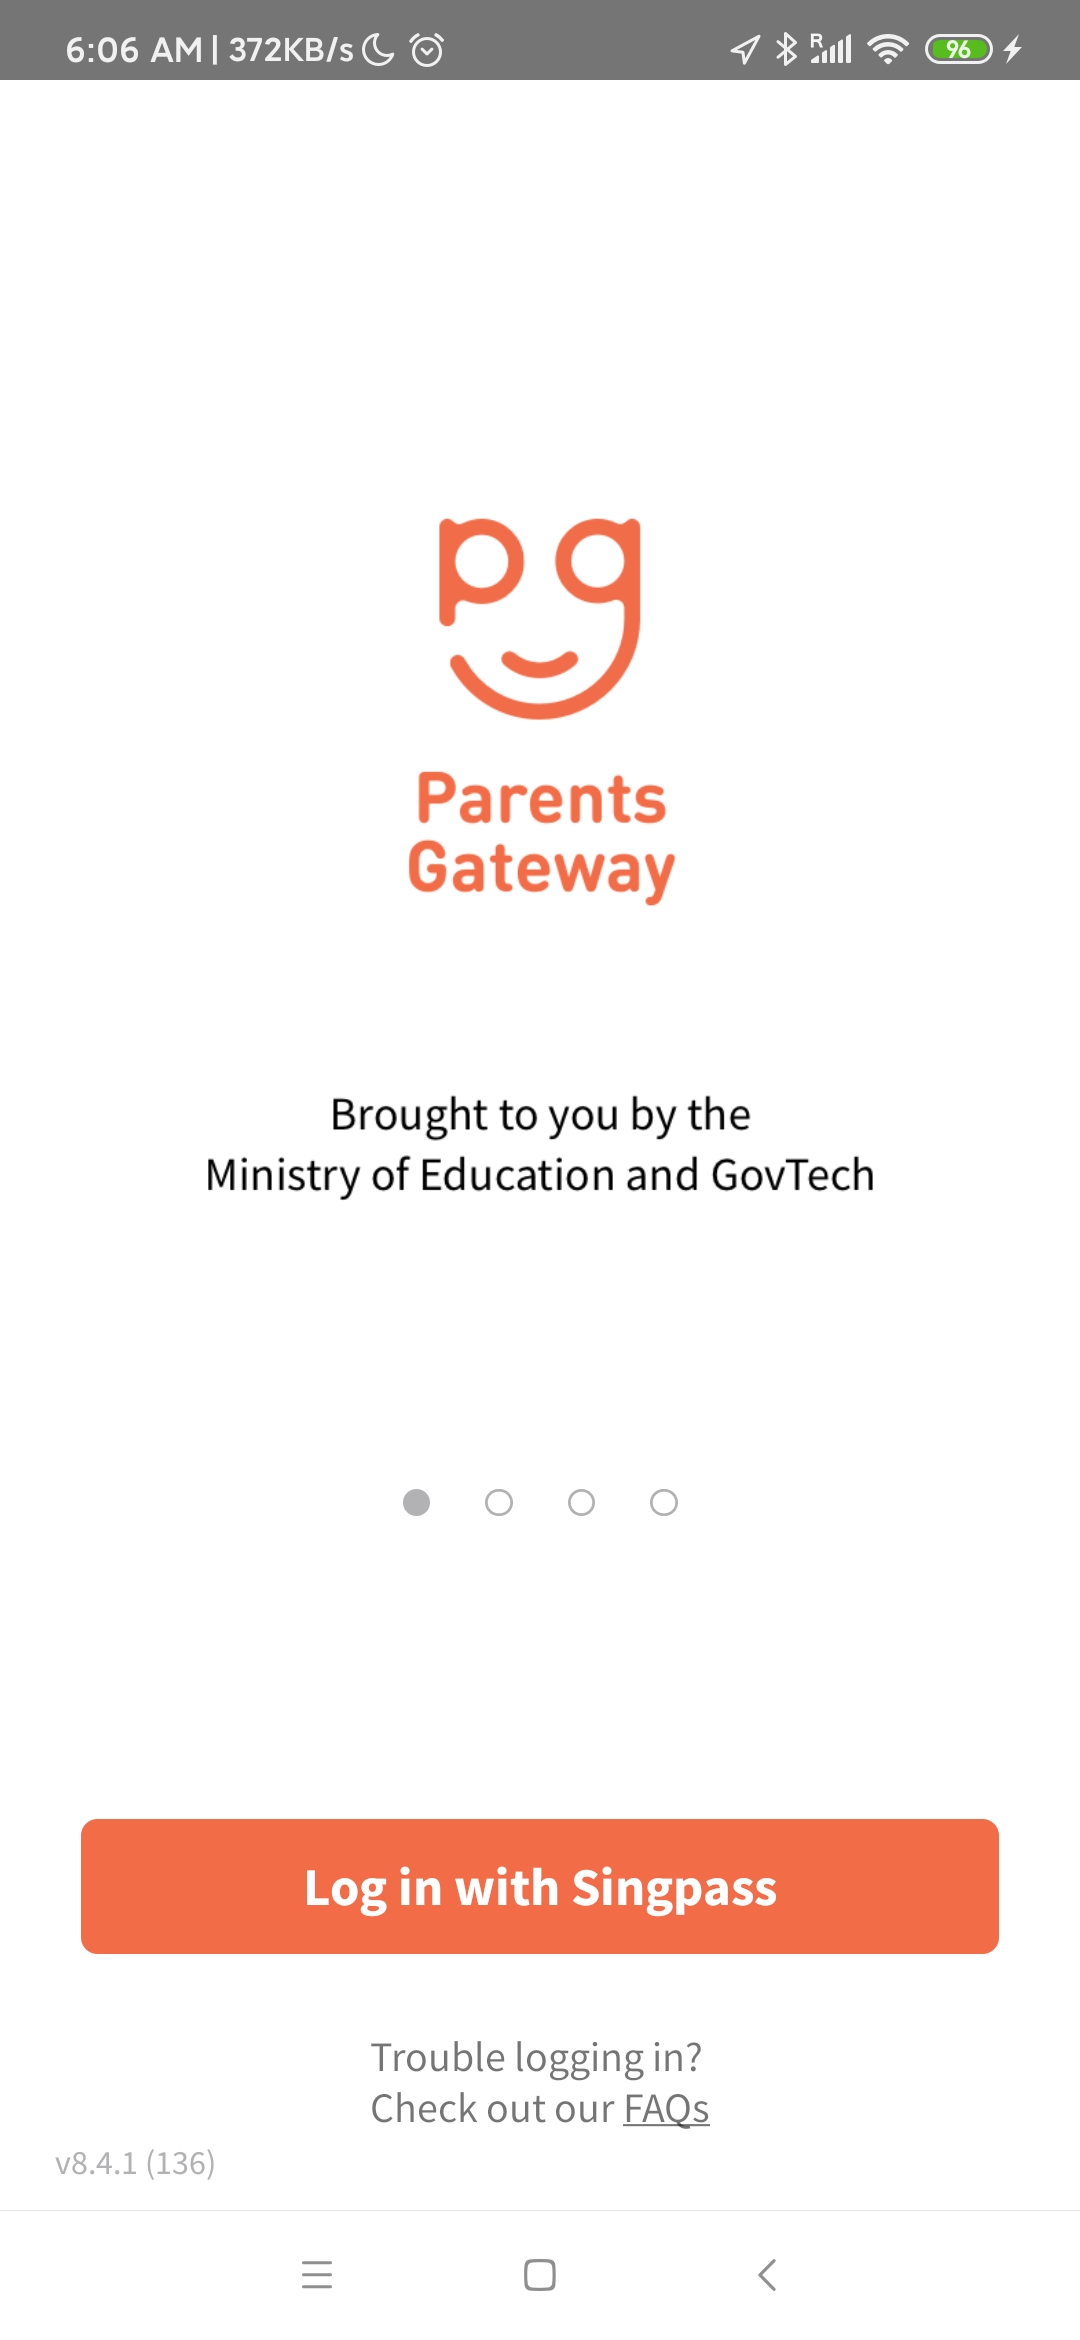 6:06 AM | 372KB/s R 96
pg
Parents
Gateway
Brought to you by the
Ministry of Education and GovTech
Log in with Singpass
Trouble logging in?
Check out our FAQs
v8.4.1 (136)